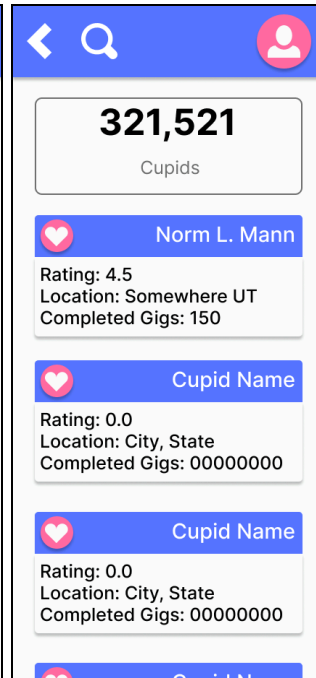 321,521
Cupids
Norm L. Mann
Rating: 4.5
Location: Somewhere UT
Completed Gigs: 150
Cupid Name
Rating: 0.0
Location: City, State
Completed Gigs: 00000000
Cupid Name
Rating: 0.0
Location: City, State
Completed Gigs: 00000000